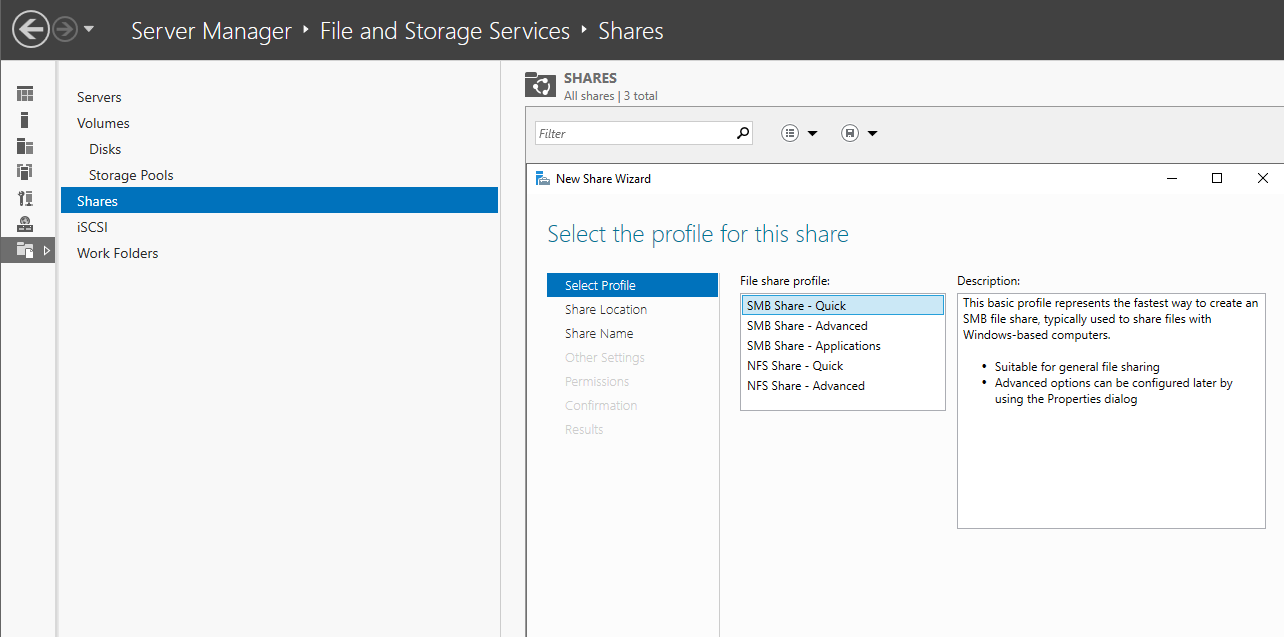 Server Manager ‣ File and Storage Services ‣ Shares
Servers
Volumes
Disks
Storage Pools
Shares
iSCSI
Work Folders
SHARES
All shares | 3 total
Filter
New Share Wizard
Select the profile for this share
Select Profile
Share Location
Share Name
Other Settings
Permissions
Confirmation
Results
File share profile:
SMB Share - Quick
SMB Share - Advanced
SMB Share - Applications
NFS Share - Quick
NFS Share - Advanced
Description:
This basic profile represents the fastest way to create an
SMB file share, typically used to share files with
Windows-based computers.
• Suitable for general file sharing
• Advanced options can be configured later by
using the Properties dialog